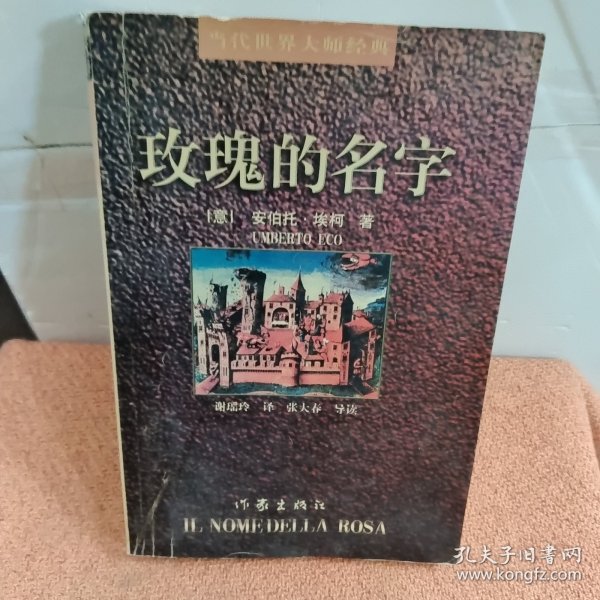 当代世界大师经典
玫瑰的名字
[意] 安伯托·埃柯 著
UMBERTO ECO
谢瑶玲 译 张大春 导读
作家出版社
IL NOME DELLA ROSA
孔夫子旧书网
www.kongfz.com